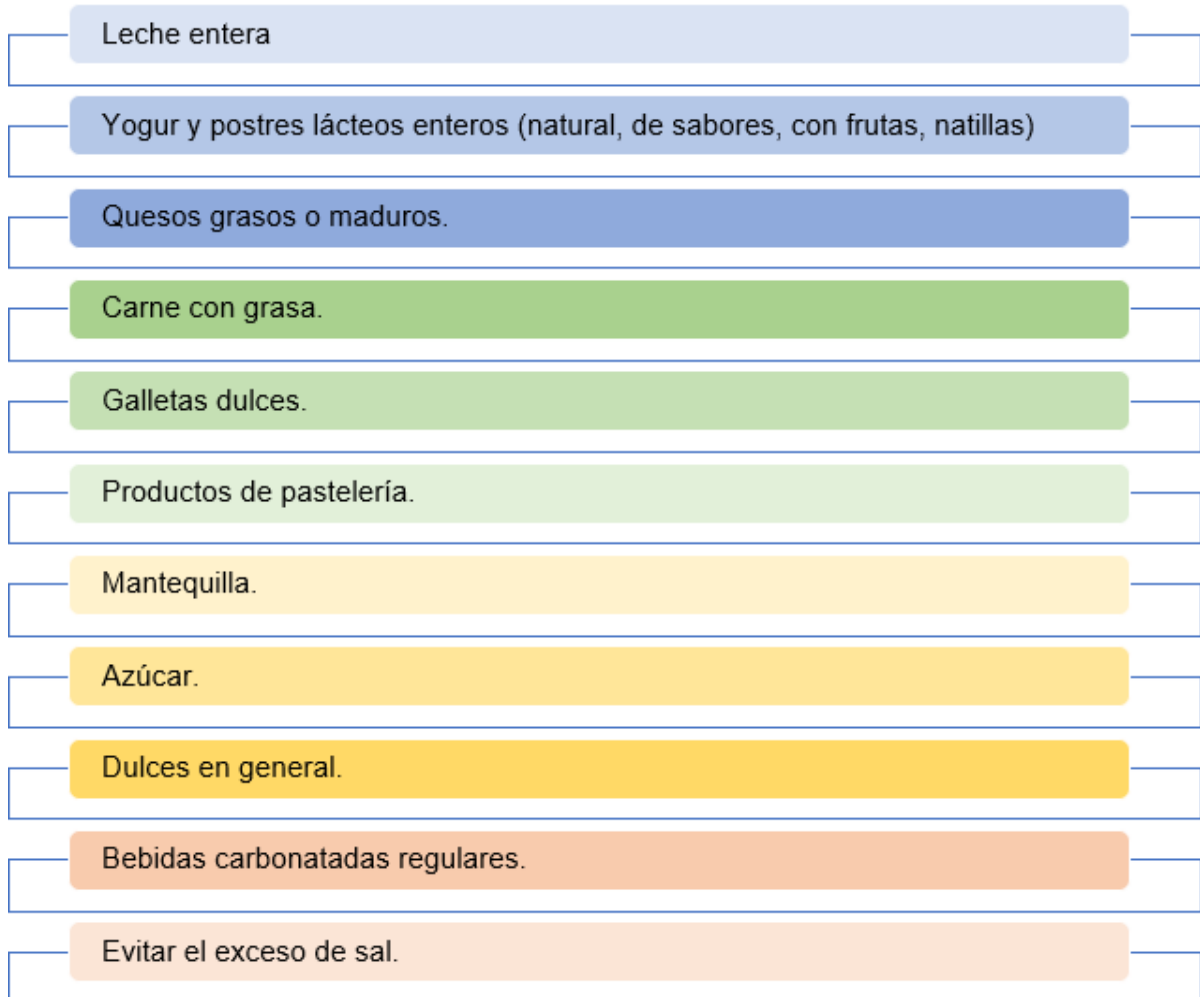 Leche entera
Yogur y postres lácteos enteros (natural, de sabores, con frutas, natillas)
Quesos grasos o maduros.
Carne con grasa.
Galletas dulces.
Productos de pastelería.
Mantequilla.
Azúcar.
Dulces en general.
Bebidas carbonatadas regulares.
Evitar el exceso de sal.